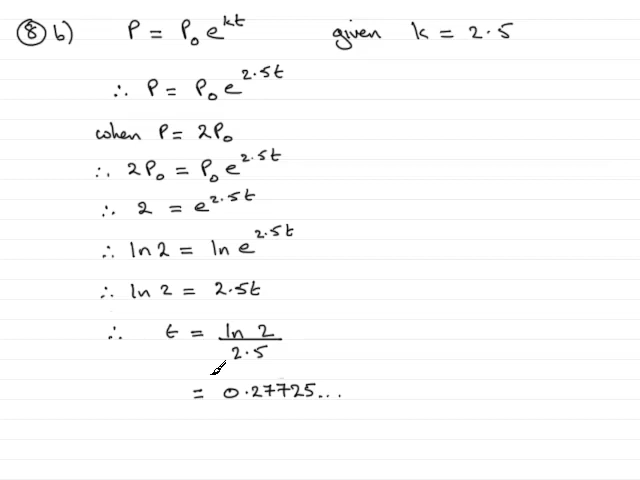 ⑧ b) P = P₀e^{kt} given k = 2.5
∴ P = P₀e^{2.5t}
when P = 2P₀
∴ 2P₀ = P₀e^{2.5t}
∴ 2 = e^{2.5t}
∴ ln 2 = ln e^{2.5t}
∴ ln 2 = 2.5t
∴ t = ln 2 / 2.5
= 0.27725...